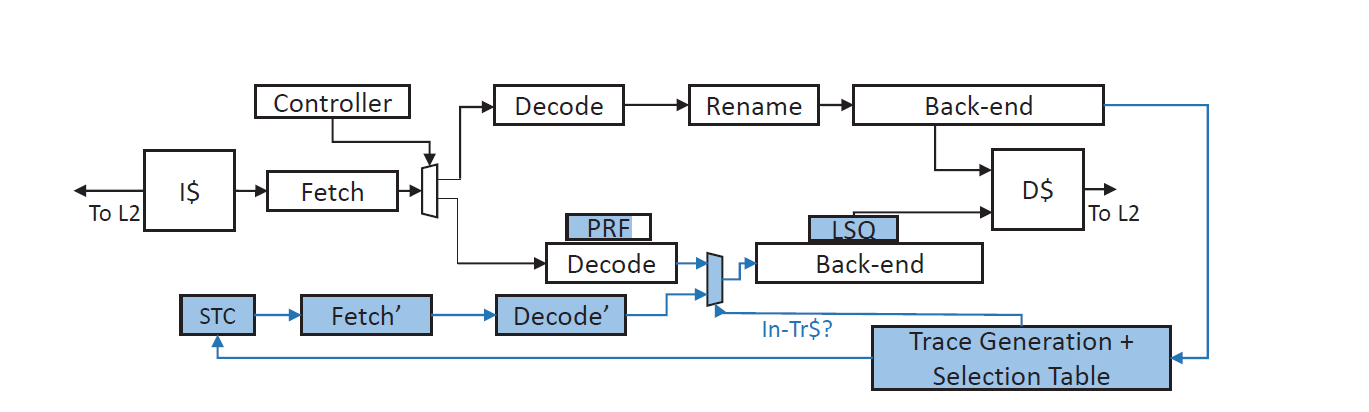 Controller
Decode
Rename
Back-end
I$
Fetch
D$
To L2
To L2
PRF
LSQ
Decode
Back-end
STC
Fetch’
Decode’
In-Tr$?
Trace Generation +
Selection Table